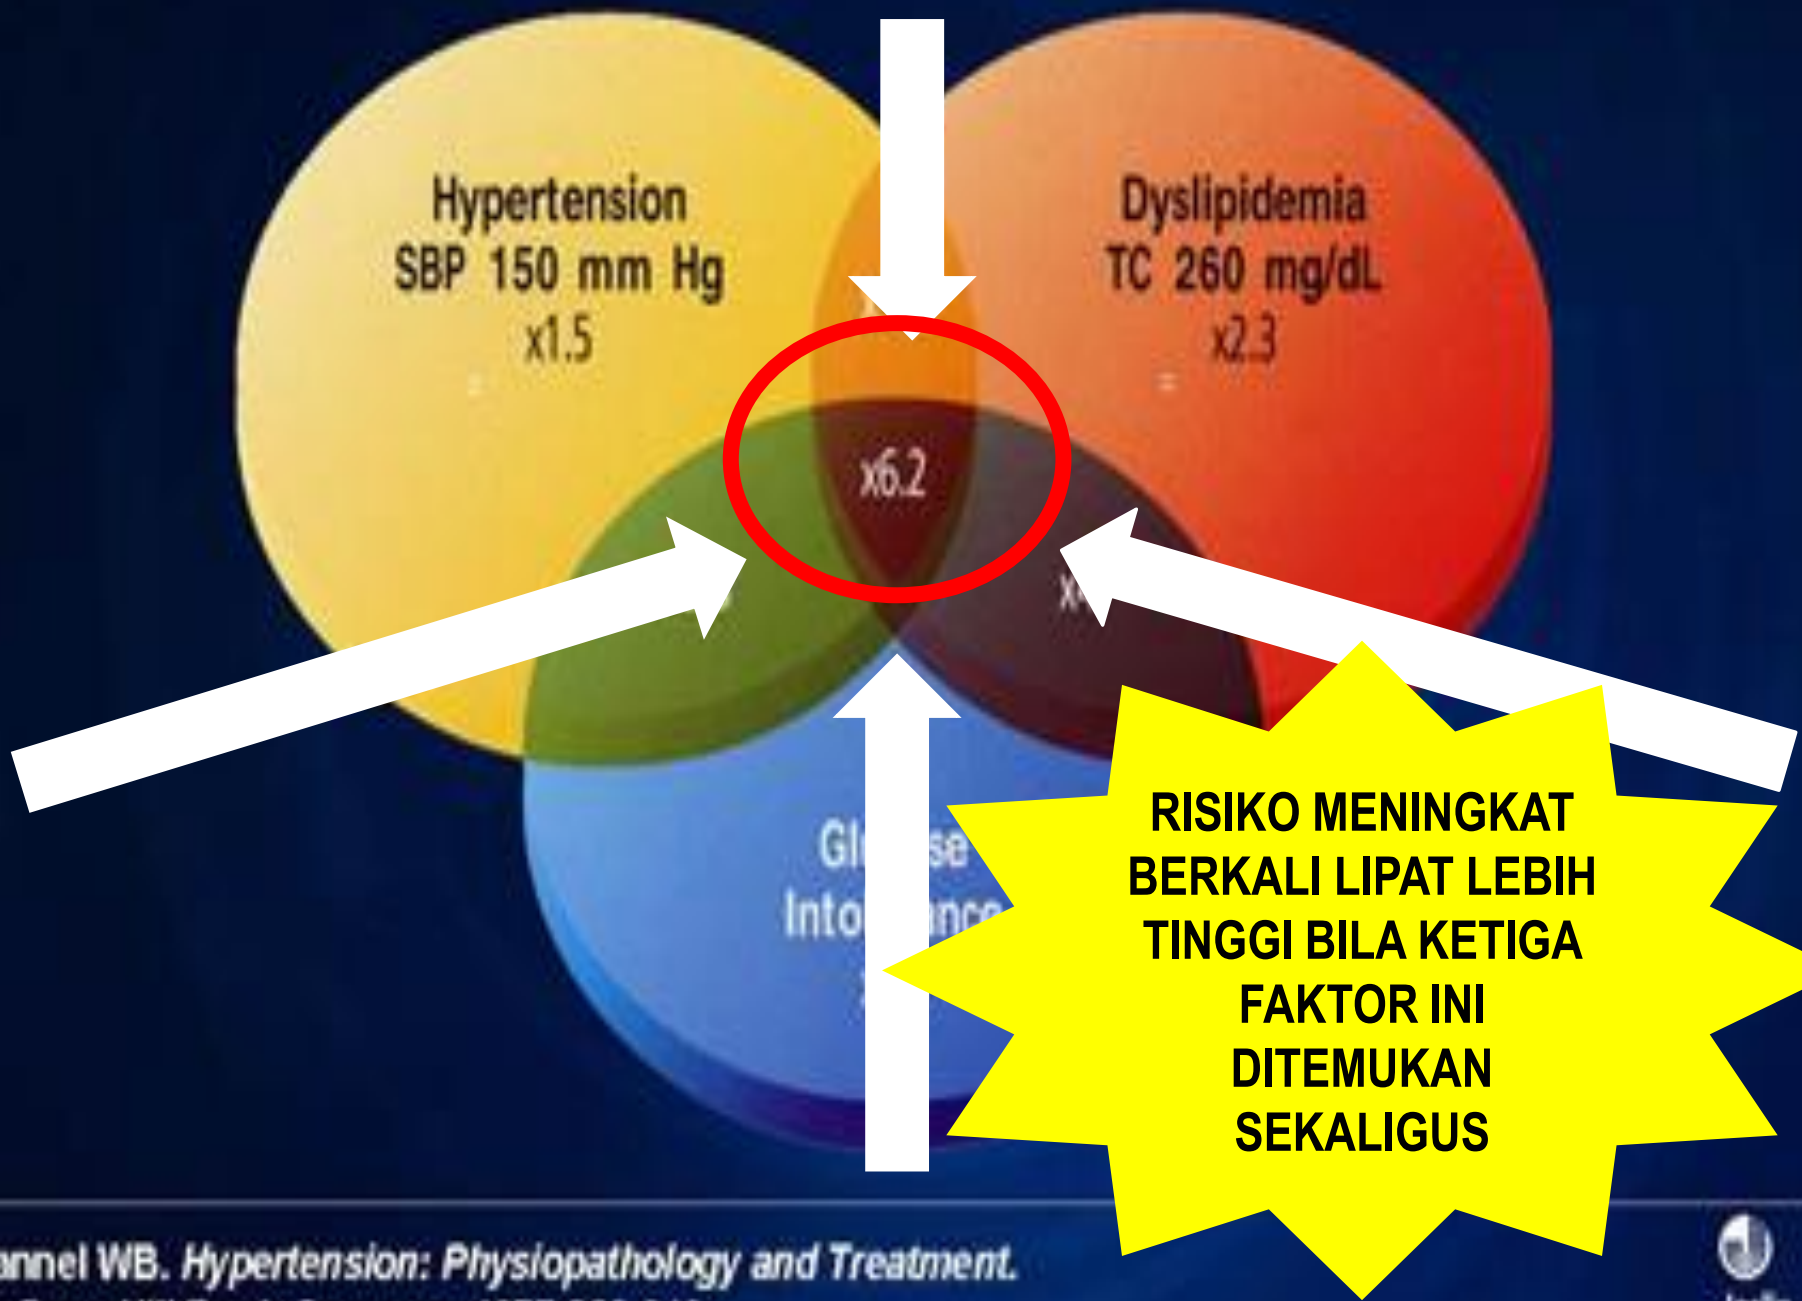 Hypertension
SBP 150 mm Hg
x1.5
Dyslipidemia
TC 260 mg/dL
x2.3
x6.2
RISIKO MENINGKAT
BERKALI LIPAT LEBIH
TINGGI BILA KETIGA
FAKTOR INI
DITEMUKAN
SEKALIGUS
WB. Hypertension: Physiopathology and Treatment.